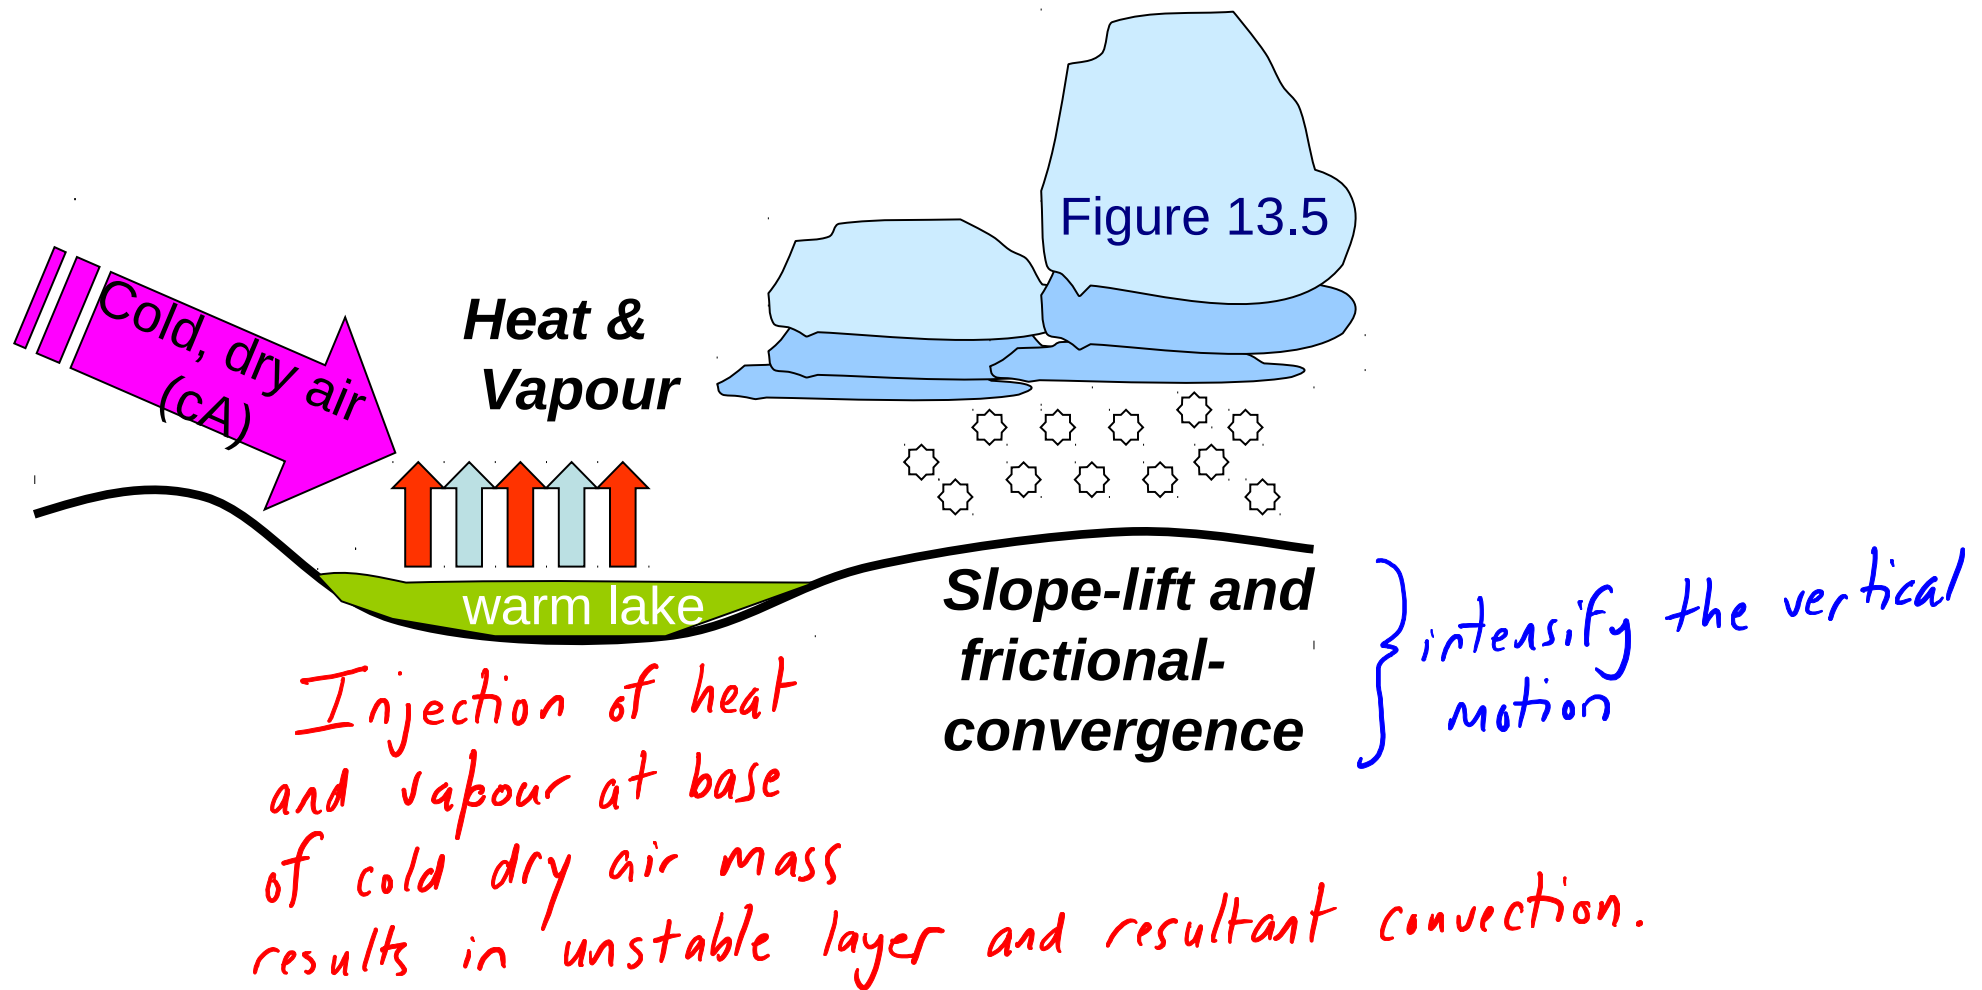 Figure 13.5
Cold, dry air
(cA)
Heat &
Vapour
warm lake
Slope-lift and
frictional-
convergence
intensify the vertical
motion
Injection of heat
and vapour at base
of cold dry air mass
results in unstable layer and resultant convection.